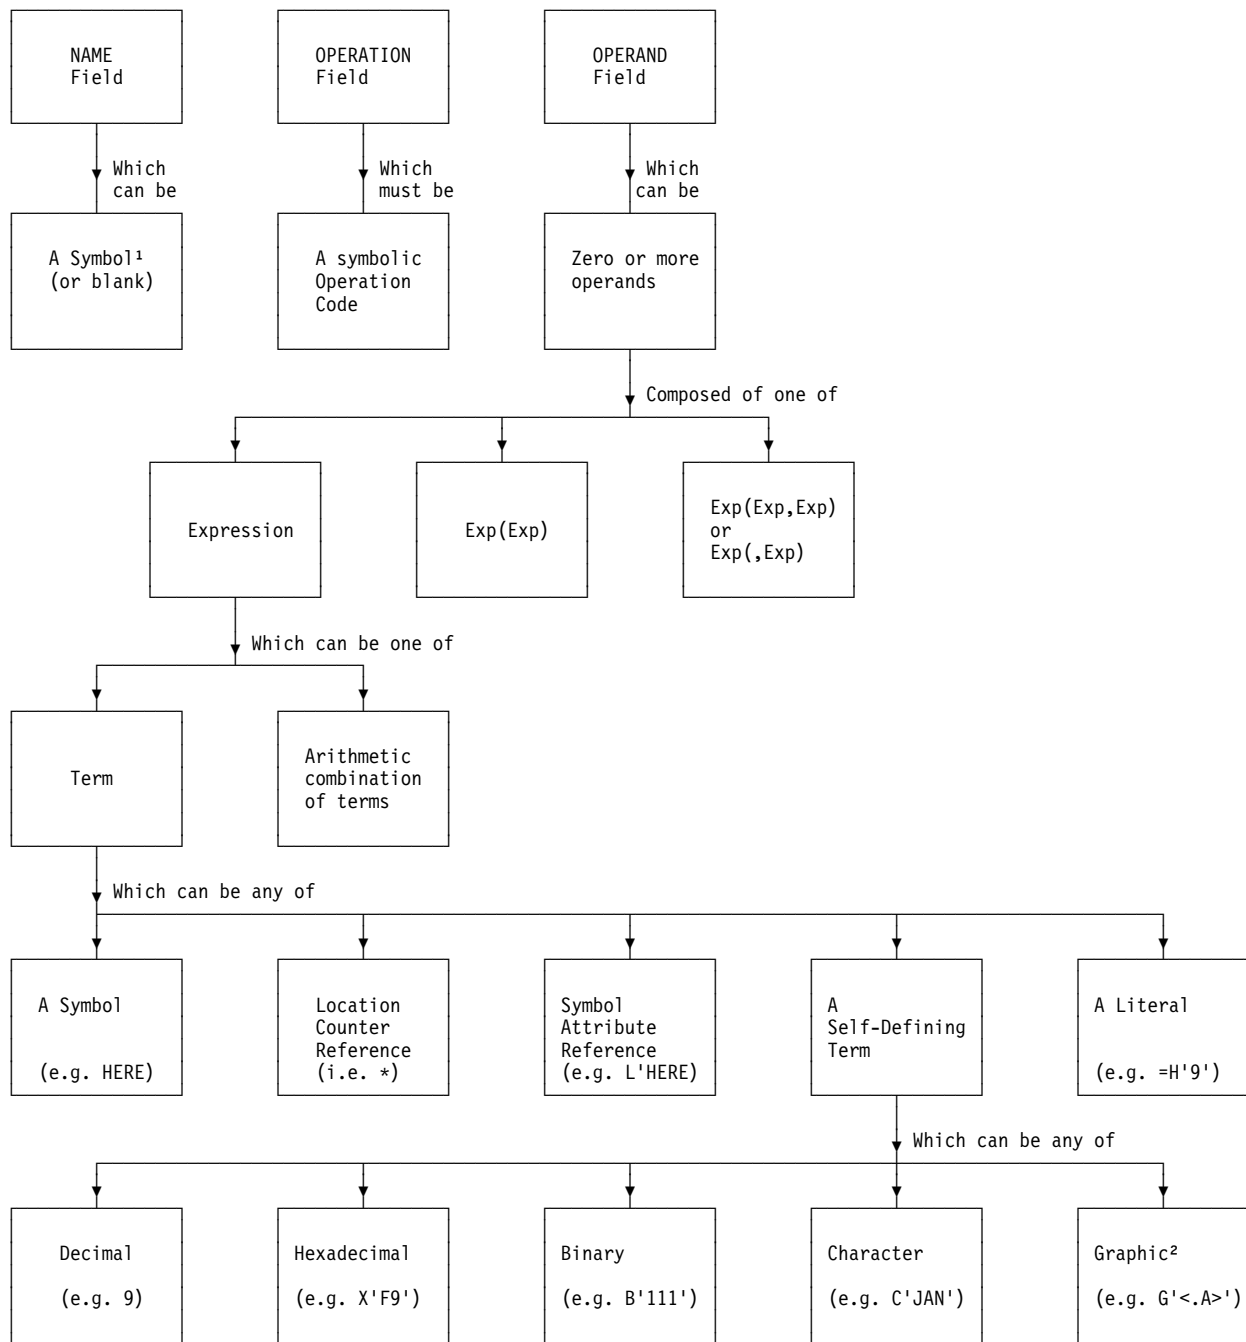 NAME
Field
OPERATION
Field
OPERAND
Field
Which
can be
Which
must be
Which
can be
A Symbol¹
(or blank)
A symbolic
Operation
Code
Zero or more
operands
Composed of one of
Expression
Exp(Exp)
Exp(Exp,Exp)
or
Exp(,Exp)
Which can be one of
Term
Arithmetic
combination
of terms
Which can be any of
A Symbol
(e.g. HERE)
Location
Counter
Reference
(i.e. *)
Symbol
Attribute
Reference
(e.g. L'HERE)
A
Self-Defining
Term
A Literal
(e.g. =H'9')
Which can be any of
Decimal
(e.g. 9)
Hexadecimal
(e.g. X'F9')
Binary
(e.g. B'111')
Character
(e.g. C'JAN')
Graphic²
(e.g. G'<.A>')